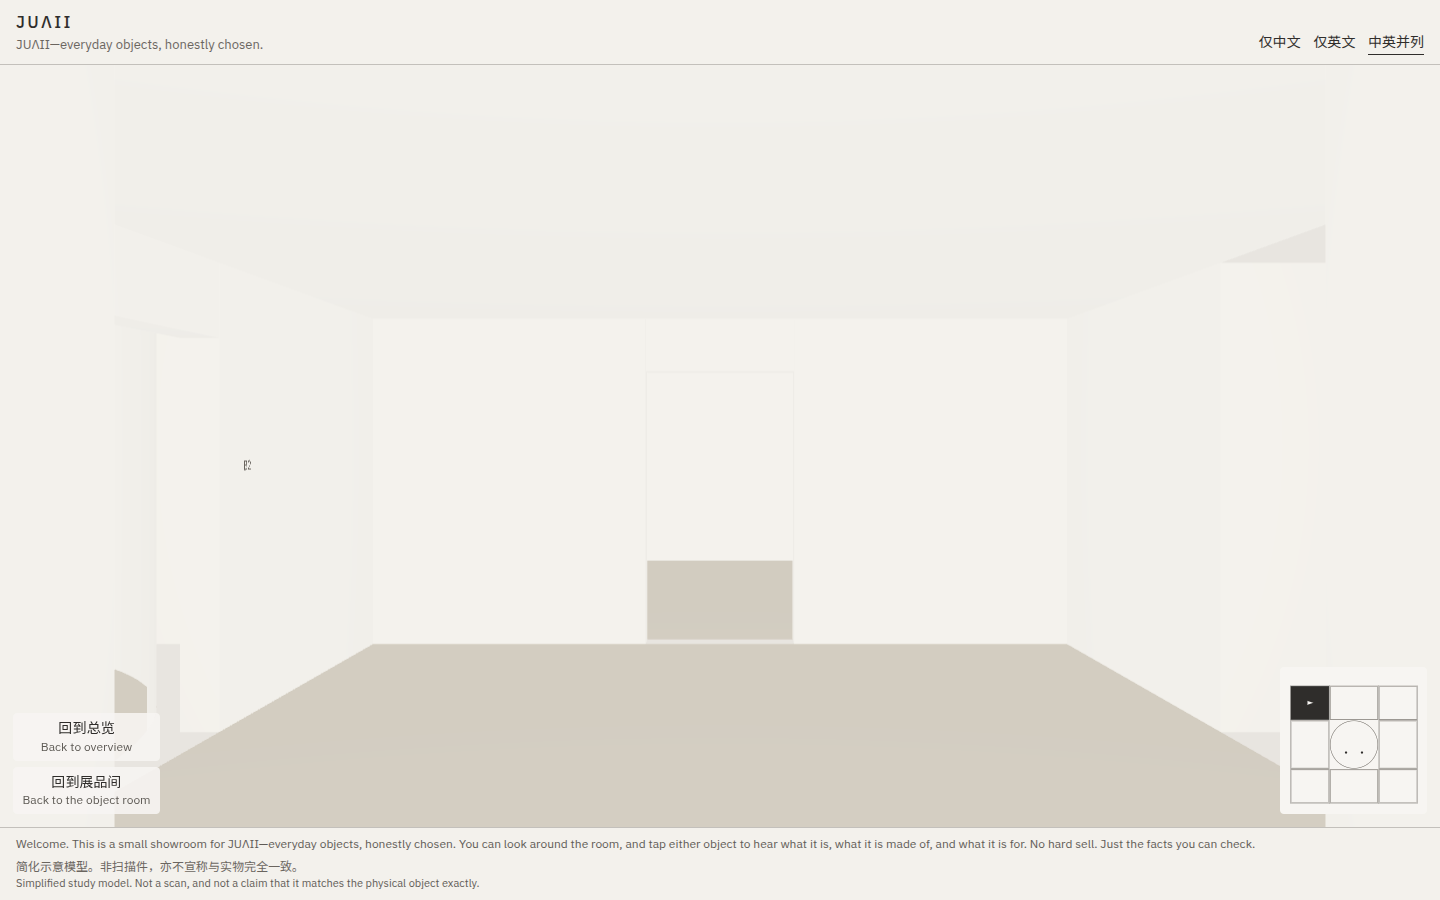 JUΛII
JUΛII—everyday objects, honestly chosen.
仅中文 仅英文 中英并列
回到总览
Back to overview
回到展品间
Back to the object room
Welcome. This is a small showroom for JUΛII—everyday objects, honestly chosen. You can look around the room, and tap either object to hear what it is, what it is made of, and what it is for. No hard sell. Just the facts you can check.
简化示意模型。非扫描件，亦不宣称与实物完全一致。
Simplified study model. Not a scan, and not a claim that it matches the physical object exactly.